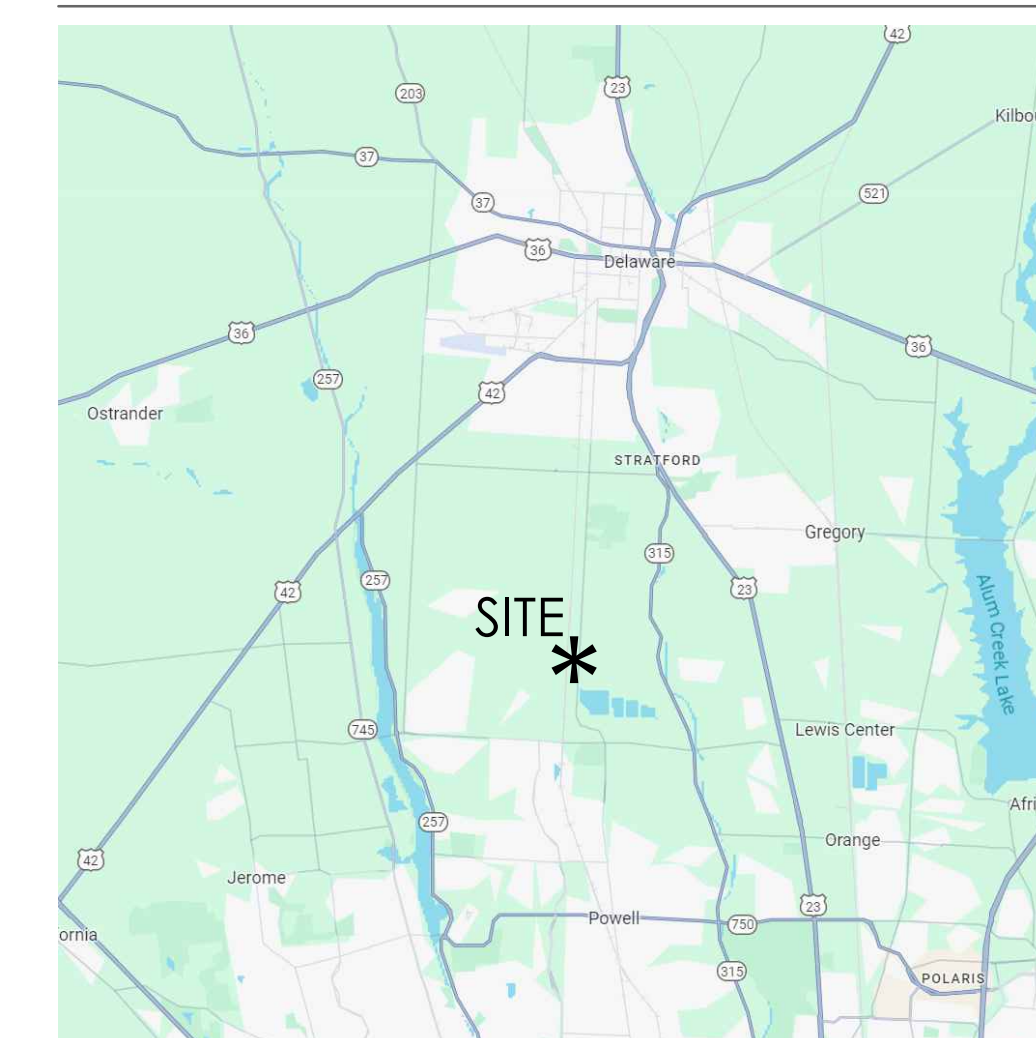 42
23
203
Kilbo
37
521
37
36
Delaware
36
36
257
42
Ostrander
STRATFORD
Gregory
315
257
23
42
Alum Creek Lake
SITE
*
745
Lewis Center
Afri
257
Orange
42
Jerome
23
Powell
750
ornia
315
POLARIS